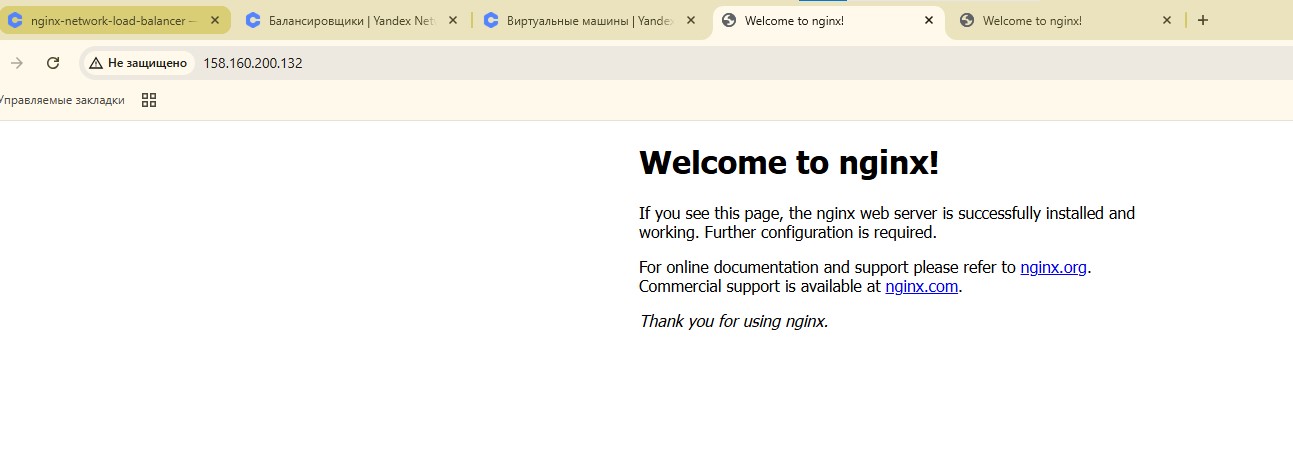 nginx-network-load-balancer —
Балансировщики | Yandex Net
Виртуальные машины | Yandex
Welcome to nginx!
Welcome to nginx!
Не защищено
158.160.200.132
Управляемые закладки
Welcome to nginx!
If you see this page, the nginx web server is successfully installed and
working. Further configuration is required.
For online documentation and support please refer to nginx.org.
Commercial support is available at nginx.com.
Thank you for using nginx.